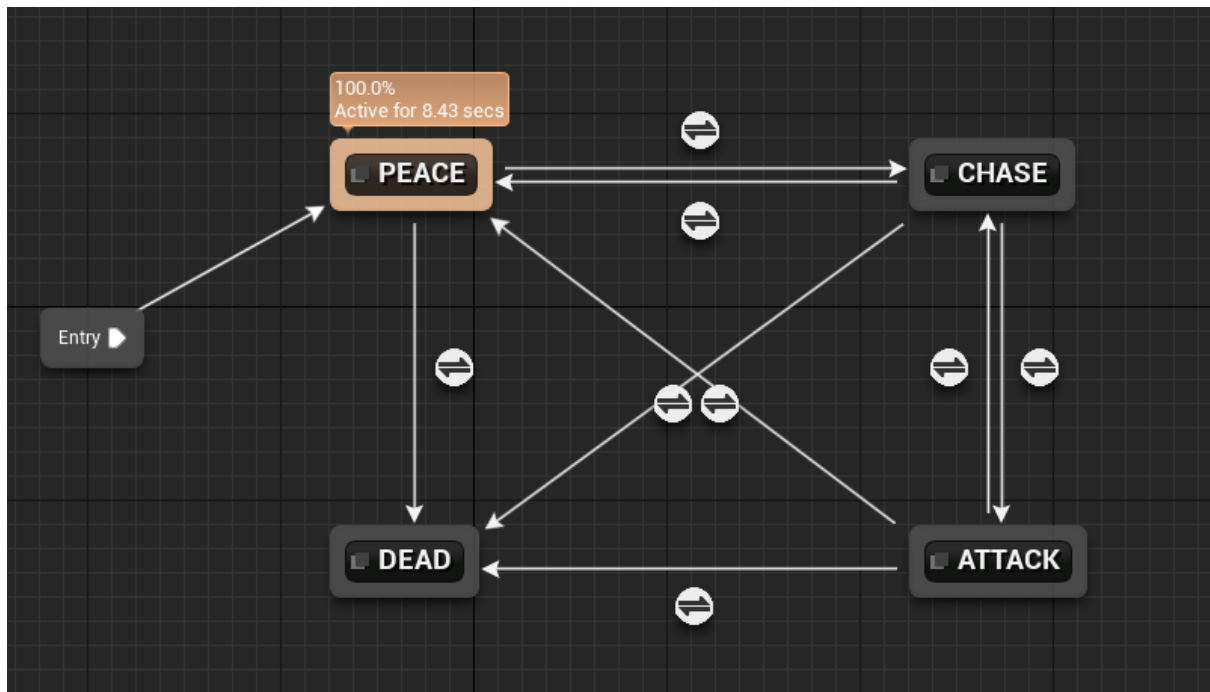 100.0%
Active for 8.43 secs
PEACE
CHASE
Entry
DEAD
ATTACK